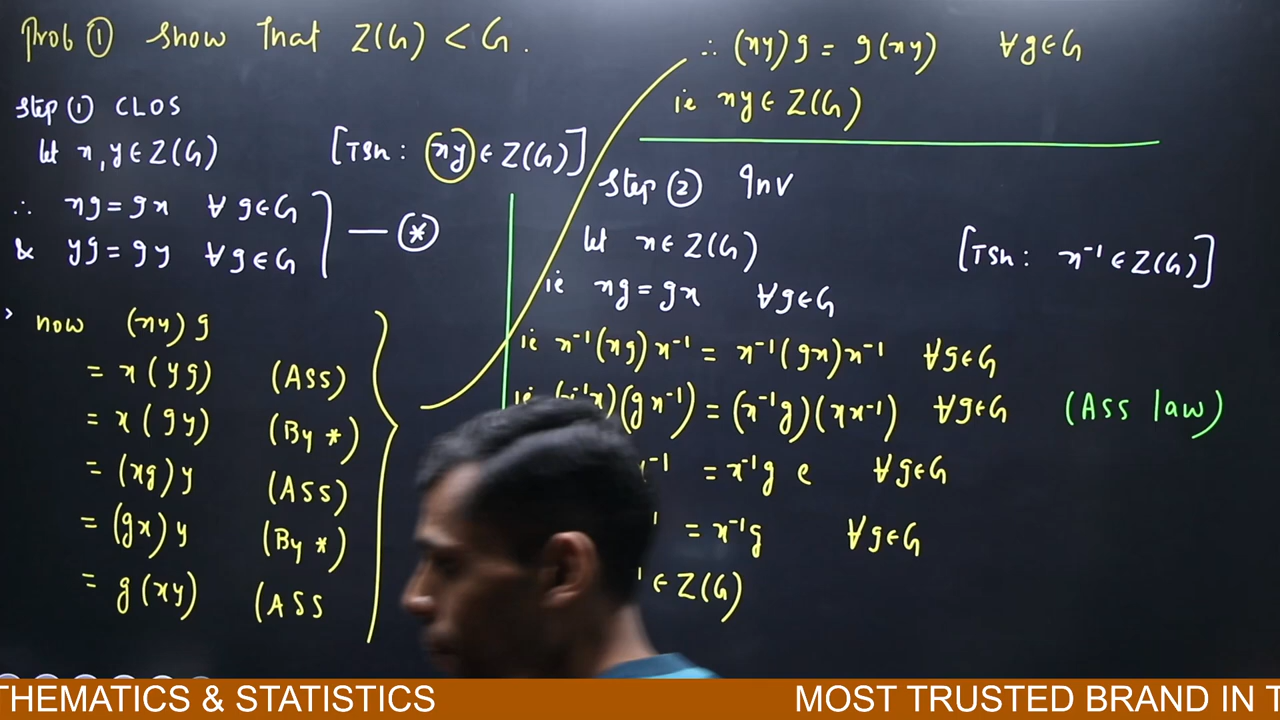 Prob ① Show That Z(G) < G.
Step ① CLOS
let x, y ∈ Z(G) [TSh: xy ∈ Z(G)]
∴ xg = gx ∀ g∈G
& yg = gy ∀ g∈G — *
now (xy) g
= x(yg) (ASS)
= x(gy) (By *)
= (xg)y (ASS)
= (gx)y (By *)
= g(xy) (ASS
∴ (xy)g = g(xy) ∀g∈G
ie xy ∈ Z(G)
Step ② Inv
let x∈Z(G) [TSh: x⁻¹ ∈ Z(G)]
ie xg = gx ∀g∈G
ie x⁻¹(xg)x⁻¹ = x⁻¹(gx)x⁻¹ ∀g∈G
ie (x⁻¹x)(gx⁻¹) = (x⁻¹g)(xx⁻¹) ∀g∈G (Ass law)
= x⁻¹g e ∀g∈G
= x⁻¹g ∀g∈G
∈ Z(G)
THEMATICS & STATISTICS MOST TRUSTED BRAND IN T